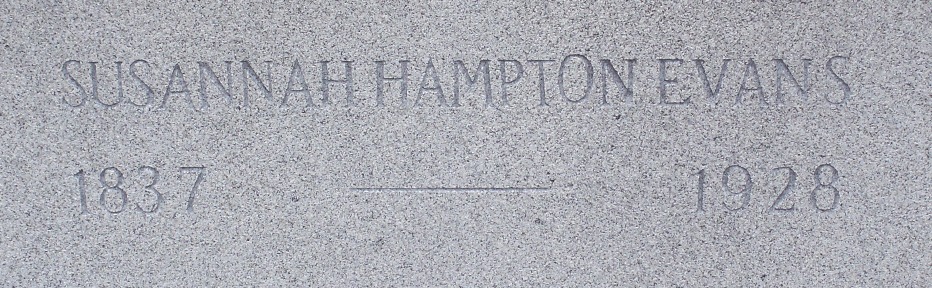 SUSANNAH HAMPTON EVANS
1837 — 1928